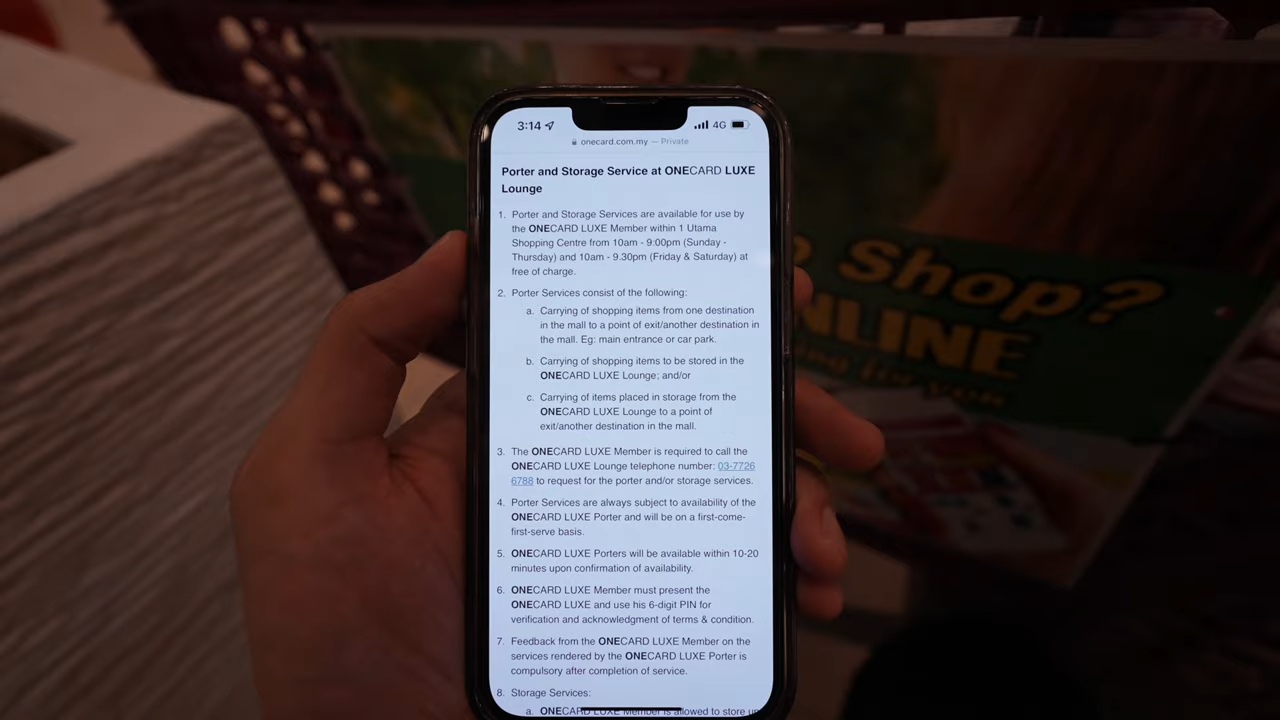 3:14
4G
onecard.com.my — Private
Porter and Storage Service at ONECARD LUXE
Lounge
1. Porter and Storage Services are available for use by
the ONECARD LUXE Member within 1 Utama
Shopping Centre from 10am - 9:00pm (Sunday -
Thursday) and 10am - 9.30pm (Friday & Saturday) at
free of charge.
2. Porter Services consist of the following:
a. Carrying of shopping items from one destination
in the mall to a point of exit/another destination in
the mall. Eg: main entrance or car park.
b. Carrying of shopping items to be stored in the
ONECARD LUXE Lounge; and/or
c. Carrying of items placed in storage from the
ONECARD LUXE Lounge to a point of
exit/another destination in the mall.
3. The ONECARD LUXE Member is required to call the
ONECARD LUXE Lounge telephone number: 03-7726
6788 to request for the porter and/or storage services.
4. Porter Services are always subject to availability of the
ONECARD LUXE Porter and will be on a first-come-
first-serve basis.
5. ONECARD LUXE Porters will be available within 10-20
minutes upon confirmation of availability.
6. ONECARD LUXE Member must present the
ONECARD LUXE and use his 6-digit PIN for
verification and acknowledgment of terms & condition.
7. Feedback from the ONECARD LUXE Member on the
services rendered by the ONECARD LUXE Porter is
compulsory after completion of service.
8. Storage Services:
a. ONECARD LUXE Member is allowed to store up
Shop?
for you